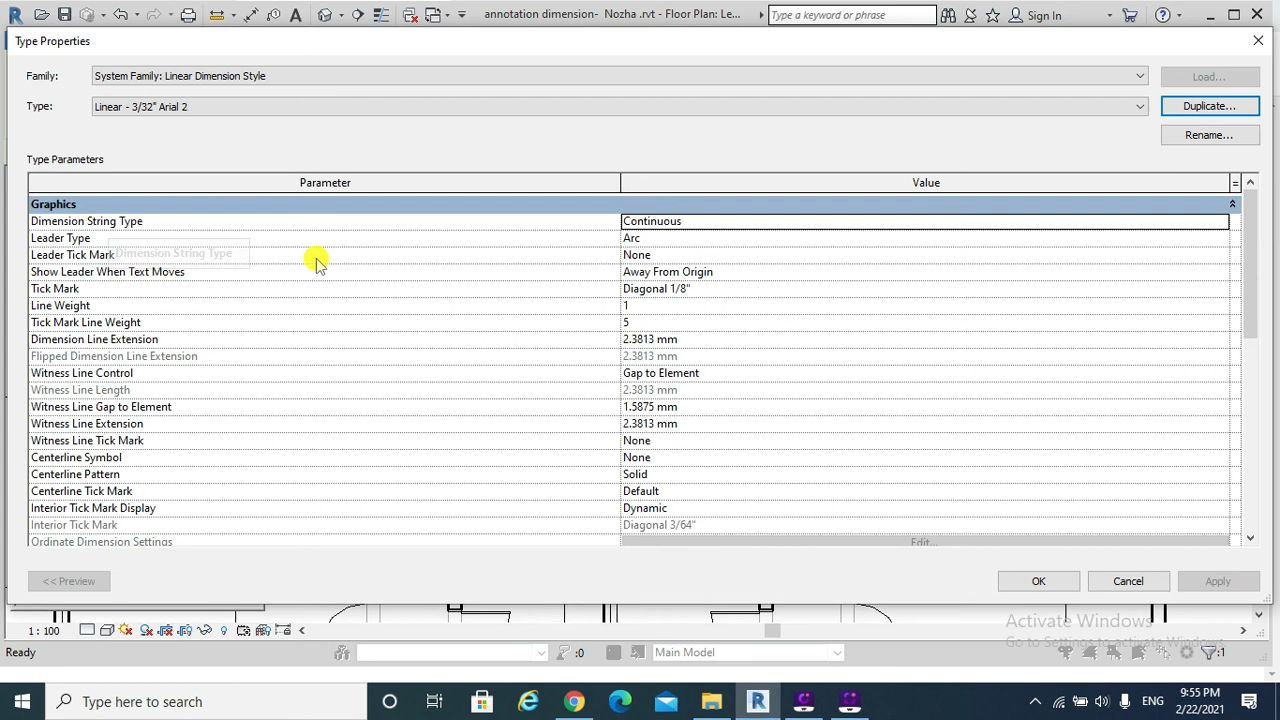 annotation dimension- Nozha .rvt - Floor Plan: Le...
Type a keyword or phrase
Sign In
Type Properties
Family:
System Family: Linear Dimension Style
Load...
Type:
Linear - 3/32" Arial 2
Duplicate...
Rename...
Type Parameters
Parameter
Value
=
Graphics
Dimension String Type
Continuous
Leader Type
Arc
Dimension String Type
Leader Tick Mark
None
Show Leader When Text Moves
Away From Origin
Tick Mark
Diagonal 1/8"
Line Weight
1
Tick Mark Line Weight
5
Dimension Line Extension
2.3813 mm
Flipped Dimension Line Extension
2.3813 mm
Witness Line Control
Gap to Element
Witness Line Length
2.3813 mm
Witness Line Gap to Element
1.5875 mm
Witness Line Extension
2.3813 mm
Witness Line Tick Mark
None
Centerline Symbol
None
Centerline Pattern
Solid
Centerline Tick Mark
Default
Interior Tick Mark Display
Dynamic
Interior Tick Mark
Diagonal 3/64"
Ordinate Dimension Settings
Edit...
<< Preview
OK
Cancel
Apply
Activate Windows
Go to Settings to activate Windows.
1 : 100
Ready
:0
Main Model
:1
Type here to search
ENG
9:55 PM
2/22/2021